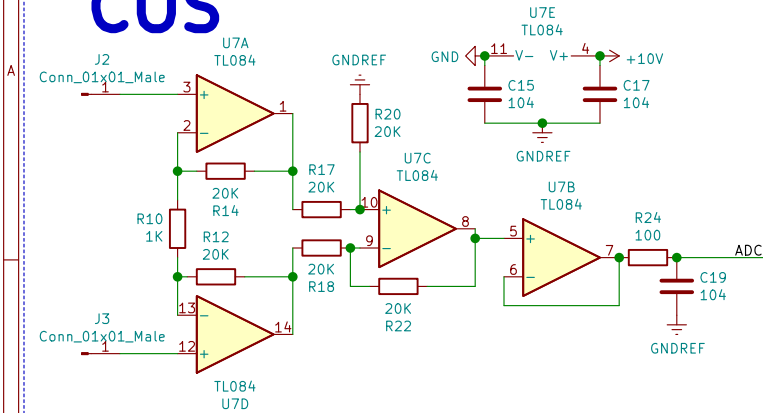 CUS
A
J2
Conn_01x01_Male
1
U7A
TL084
3
+
2
−
1
20K
R14
R10
1K
R12
20K
J3
Conn_01x01_Male
1
13
−
12
+
14
TL084
U7D
R17
20K
20K
R18
GNDREF
R20
20K
U7C
TL084
10
+
9
−
8
20K
R22
U7E
TL084
GND
11
V−
V+
4
+10V
C15
104
C17
104
GNDREF
U7B
TL084
5
+
6
−
7
R24
100
ADC
C19
104
GNDREF